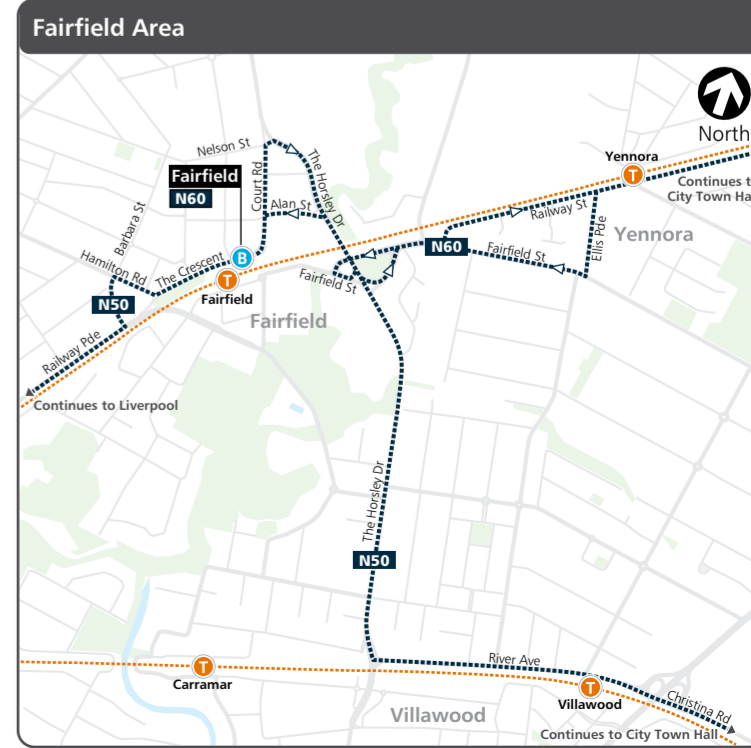 Fairfield Area
North
Nelson St
Fairfield
N60
Court Rd
The Horsley Dr
Alan St
Barbara St
Hamilton Rd
The Crescent
B
T
Fairfield
N50
Railway Pde
Continues to Liverpool
Fairfield
Fairfield St
N60
Yennora
T
Continues t
City Town Ha
Railway St
Ellis Pde
Yennora
Fairfield St
The Horsley Dr
N50
River Ave
T
Carramar
T
Villawood
Christina Rd
Villawood
Continues to City Town Hall